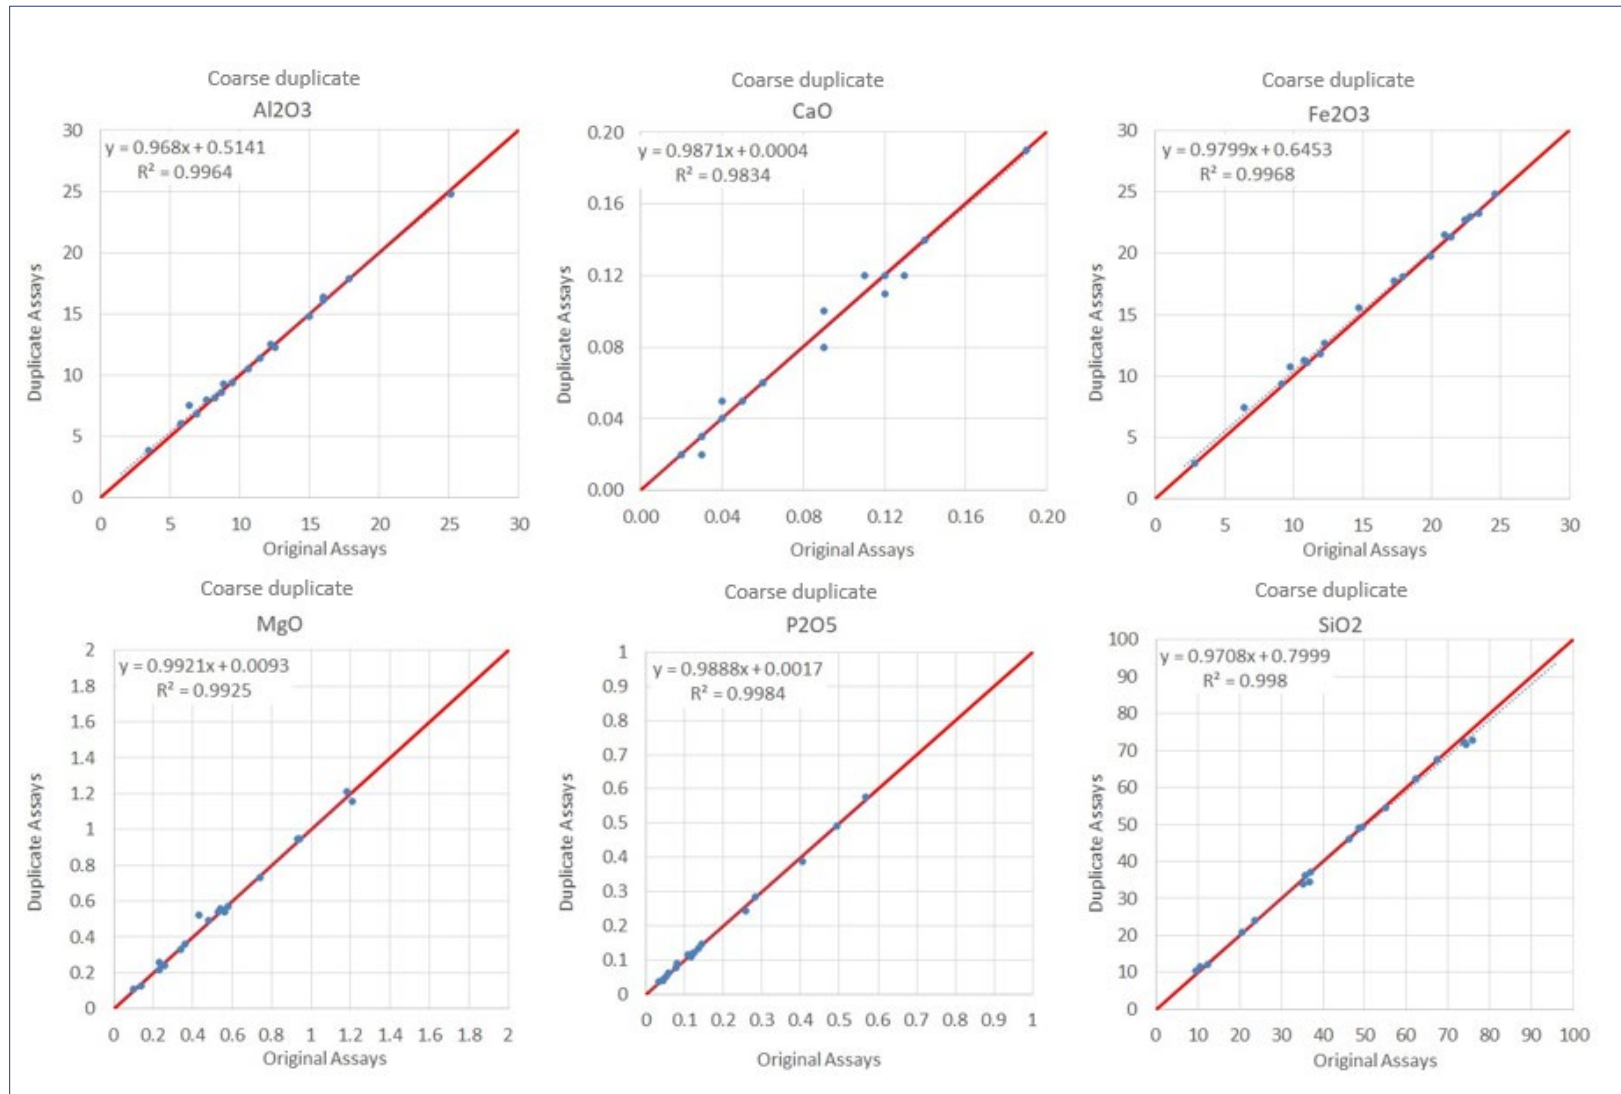 Coarse duplicate
Al2O3
y = 0.968x + 0.5141
R² = 0.9964
30
25
20
15
10
5
0
0 5 10 15 20 25 30
Duplicate Assays
Original Assays
Coarse duplicate
CaO
y = 0.9871x + 0.0004
R² = 0.9834
0.20
0.16
0.12
0.08
0.04
0.00
0.00 0.04 0.08 0.12 0.16 0.20
Duplicate Assays
Original Assays
Coarse duplicate
Fe2O3
y = 0.9799x + 0.6453
R² = 0.9968
30
25
20
15
10
5
0
0 5 10 15 20 25 30
Duplicate Assays
Original Assays
Coarse duplicate
MgO
y = 0.9921x + 0.0093
R² = 0.9925
2
1.8
1.6
1.4
1.2
1
0.8
0.6
0.4
0.2
0
0 0.2 0.4 0.6 0.8 1 1.2 1.4 1.6 1.8 2
Duplicate Assays
Original Assays
Coarse duplicate
P2O5
y = 0.9888x + 0.0017
R² = 0.9984
1
0.9
0.8
0.7
0.6
0.5
0.4
0.3
0.2
0.1
0
0 0.1 0.2 0.3 0.4 0.5 0.6 0.7 0.8 0.9 1
Duplicate Assays
Original Assays
Coarse duplicate
SiO2
y = 0.9708x + 0.7999
R² = 0.998
100
90
80
70
60
50
40
30
20
10
0
0 10 20 30 40 50 60 70 80 90 100
Duplicate Assays
Original Assays